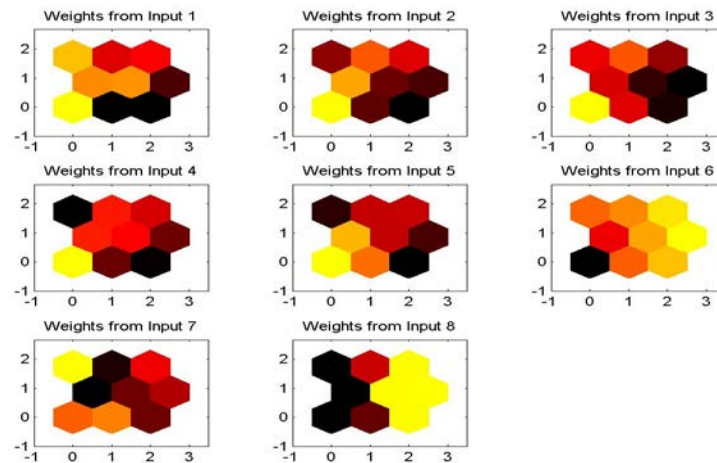 Weights from Input 1
Weights from Input 2
Weights from Input 3
2
1
0
-1
-1 0 1 2 3
2
1
0
-1
-1 0 1 2 3
2
1
0
-1
-1 0 1 2 3
Weights from Input 4
Weights from Input 5
Weights from Input 6
2
1
0
-1
-1 0 1 2 3
2
1
0
-1
-1 0 1 2 3
2
1
0
-1
-1 0 1 2 3
Weights from Input 7
Weights from Input 8
2
1
0
-1
-1 0 1 2 3
2
1
0
-1
-1 0 1 2 3